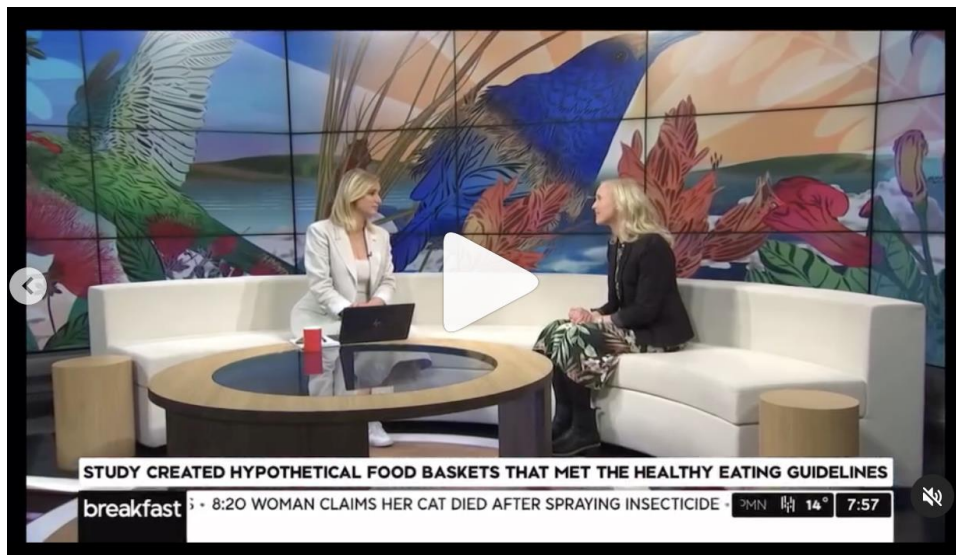 STUDY CREATED HYPOTHETICAL FOOD BASKETS THAT MET THE HEALTHY EATING GUIDELINES
breakfast
8:20 WOMAN CLAIMS HER CAT DIED AFTER SPRAYING INSECTICIDE
PMN 14° 7:57